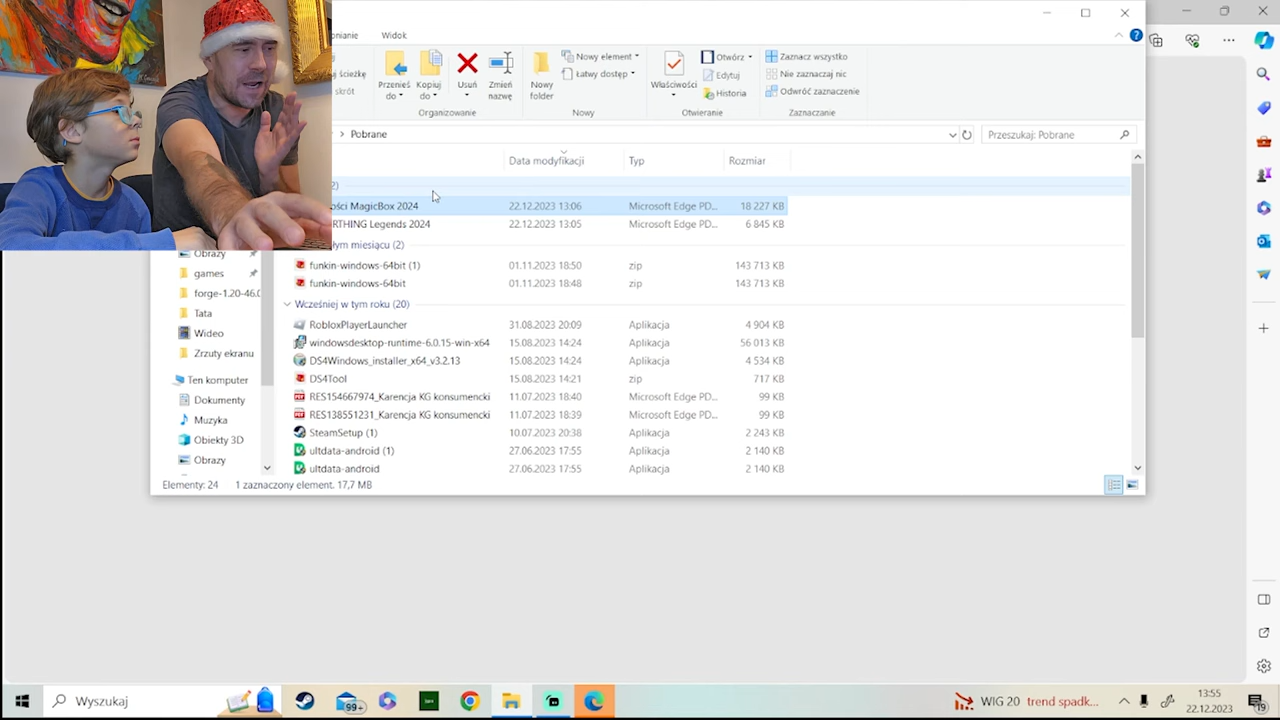 onianie Widok
ścieżkę
skrót
Przenieś do
Kopiuj do
Usuń
Zmień nazwę
Organizowanie
Nowy folder
Nowy element
Łatwy dostęp
Nowy
Właściwości
Otwórz
Edytuj
Historia
Otwieranie
Zaznacz wszystko
Nie zaznaczaj nic
Odwróć zaznaczenie
Zaznaczanie
> Pobrane
Przeszukaj: Pobrane
Data modyfikacji Typ Rozmiar
2)
ości MagicBox 2024 22.12.2023 13:06 Microsoft Edge PD... 18 227 KB
RTHING Legends 2024 22.12.2023 13:05 Microsoft Edge PD... 6 845 KB
łym miesiącu (2)
funkin-windows-64bit (1) 01.11.2023 18:50 zip 143 713 KB
funkin-windows-64bit 01.11.2023 18:48 zip 143 713 KB
Wcześniej w tym roku (20)
RobloxPlayerLauncher 31.08.2023 20:09 Aplikacja 4 904 KB
windowsdesktop-runtime-6.0.15-win-x64 15.08.2023 14:24 Aplikacja 56 013 KB
DS4Windows_installer_x64_v3.2.13 15.08.2023 14:24 Aplikacja 4 534 KB
DS4Tool 15.08.2023 14:21 zip 717 KB
RES154667974_Karencja KG konsumencki 11.07.2023 18:40 Microsoft Edge PD... 99 KB
RES138551231_Karencja KG konsumencki 11.07.2023 18:39 Microsoft Edge PD... 99 KB
SteamSetup (1) 10.07.2023 20:38 Aplikacja 2 243 KB
ultdata-android (1) 27.06.2023 17:55 Aplikacja 2 140 KB
ultdata-android 27.06.2023 17:55 Aplikacja 2 140 KB
Obrazy
games
forge-1.20-46.0
Tata
Wideo
Zrzuty ekranu
Ten komputer
Dokumenty
Muzyka
Obiekty 3D
Obrazy
Elementy: 24 1 zaznaczony element. 17,7 MB
Wyszukaj
99+
WIG 20 trend spadk...
13:55
22.12.2023
19